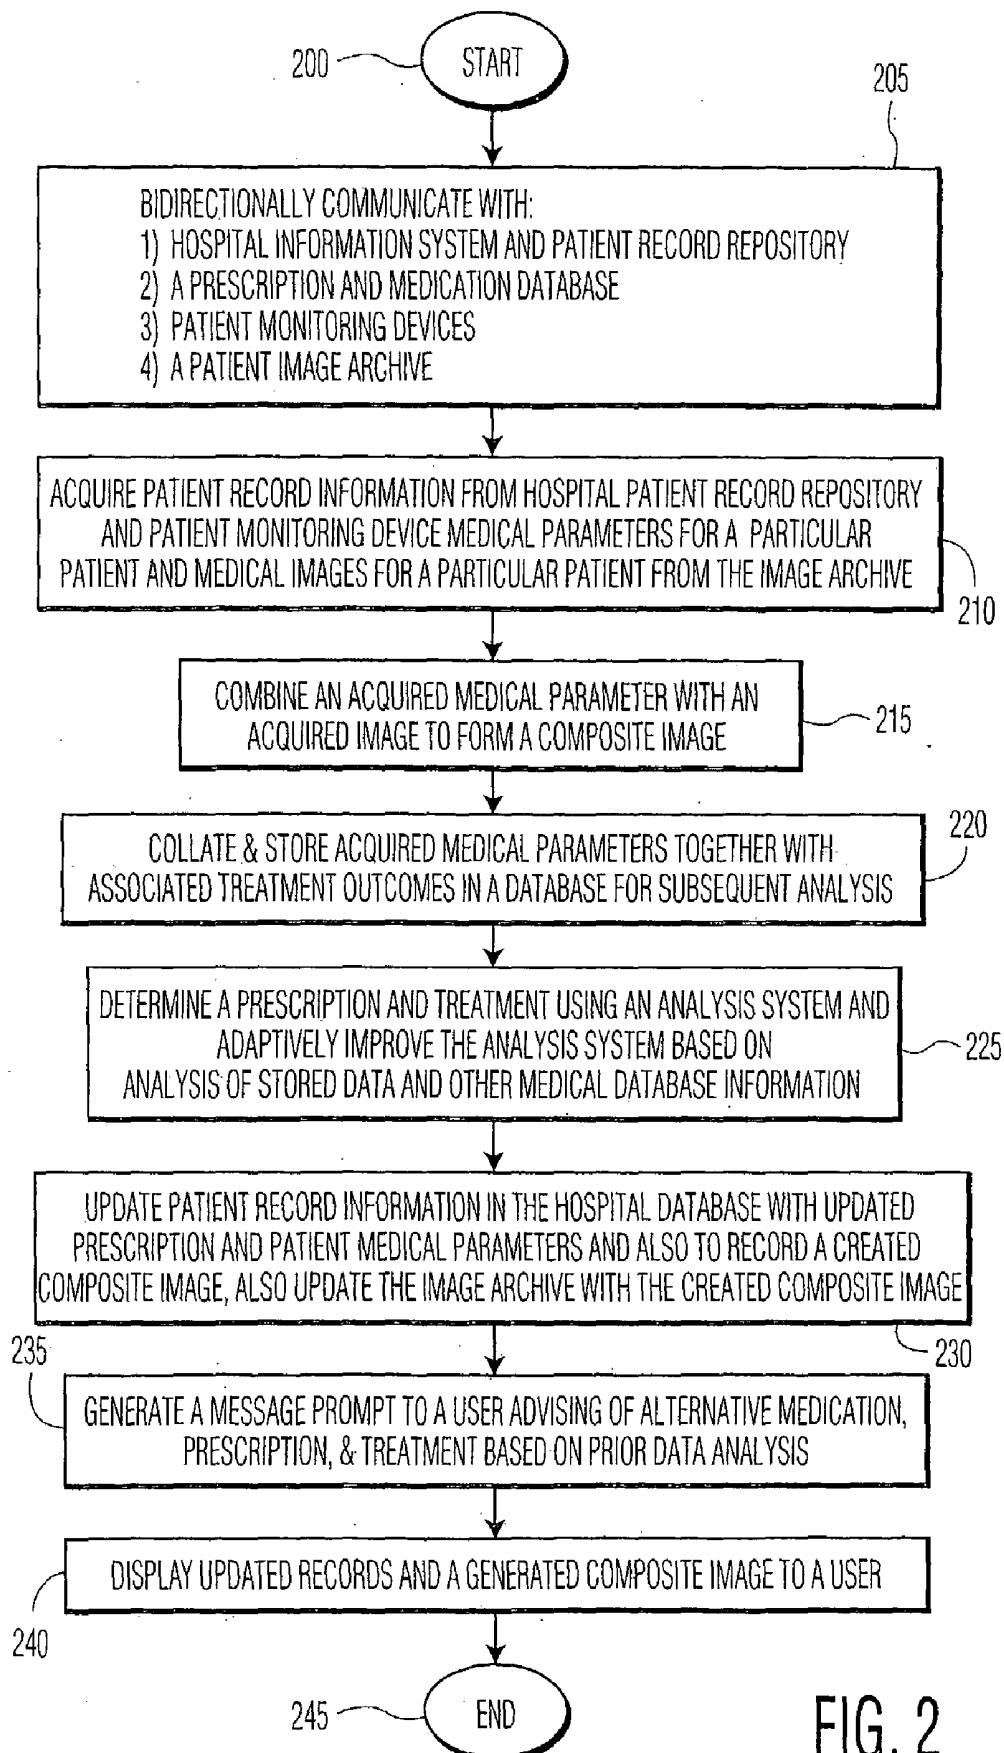 START
200
205
BIDIRECTIONALLY COMMUNICATE WITH:
1) HOSPITAL INFORMATION SYSTEM AND PATIENT RECORD REPOSITORY
2) A PRESCRIPTION AND MEDICATION DATABASE
3) PATIENT MONITORING DEVICES
4) A PATIENT IMAGE ARCHIVE
ACQUIRE PATIENT RECORD INFORMATION FROM HOSPITAL PATIENT RECORD REPOSITORY
AND PATIENT MONITORING DEVICE MEDICAL PARAMETERS FOR A PARTICULAR
PATIENT AND MEDICAL IMAGES FOR A PARTICULAR PATIENT FROM THE IMAGE ARCHIVE
210
COMBINE AN ACQUIRED MEDICAL PARAMETER WITH AN
ACQUIRED IMAGE TO FORM A COMPOSITE IMAGE
215
COLLATE & STORE ACQUIRED MEDICAL PARAMETERS TOGETHER WITH
ASSOCIATED TREATMENT OUTCOMES IN A DATABASE FOR SUBSEQUENT ANALYSIS
220
DETERMINE A PRESCRIPTION AND TREATMENT USING AN ANALYSIS SYSTEM AND
ADAPTIVELY IMPROVE THE ANALYSIS SYSTEM BASED ON
ANALYSIS OF STORED DATA AND OTHER MEDICAL DATABASE INFORMATION
225
UPDATE PATIENT RECORD INFORMATION IN THE HOSPITAL DATABASE WITH UPDATED
PRESCRIPTION AND PATIENT MEDICAL PARAMETERS AND ALSO TO RECORD A CREATED
COMPOSITE IMAGE, ALSO UPDATE THE IMAGE ARCHIVE WITH THE CREATED COMPOSITE IMAGE
230
235
GENERATE A MESSAGE PROMPT TO A USER ADVISING OF ALTERNATIVE MEDICATION,
PRESCRIPTION, & TREATMENT BASED ON PRIOR DATA ANALYSIS
DISPLAY UPDATED RECORDS AND A GENERATED COMPOSITE IMAGE TO A USER
240
END
245
FIG. 2